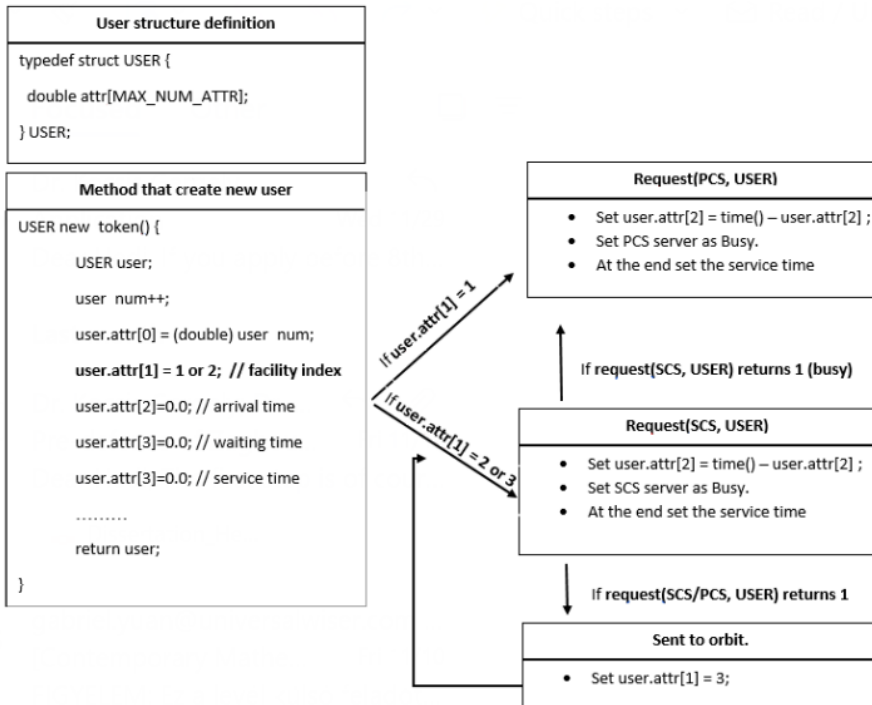 User structure definition
typedef struct USER {
double attr[MAX_NUM_ATTR];
} USER;
Method that create new user
USER new token() {
USER user;
user num++;
user.attr[0] = (double) user num;
user.attr[1] = 1 or 2; // facility index
user.attr[2]=0.0; // arrival time
user.attr[3]=0.0; // waiting time
user.attr[3]=0.0; // service time
.........
return user;
}
If user.attr[1] = 1
If user.attr[1] = 2 or 3
Request(PCS, USER)
• Set user.attr[2] = time() – user.attr[2] ;
• Set PCS server as Busy.
• At the end set the service time
If request(SCS, USER) returns 1 (busy)
Request(SCS, USER)
• Set user.attr[2] = time() – user.attr[2] ;
• Set SCS server as Busy.
• At the end set the service time
If request(SCS/PCS, USER) returns 1
Sent to orbit.
• Set user.attr[1] = 3;